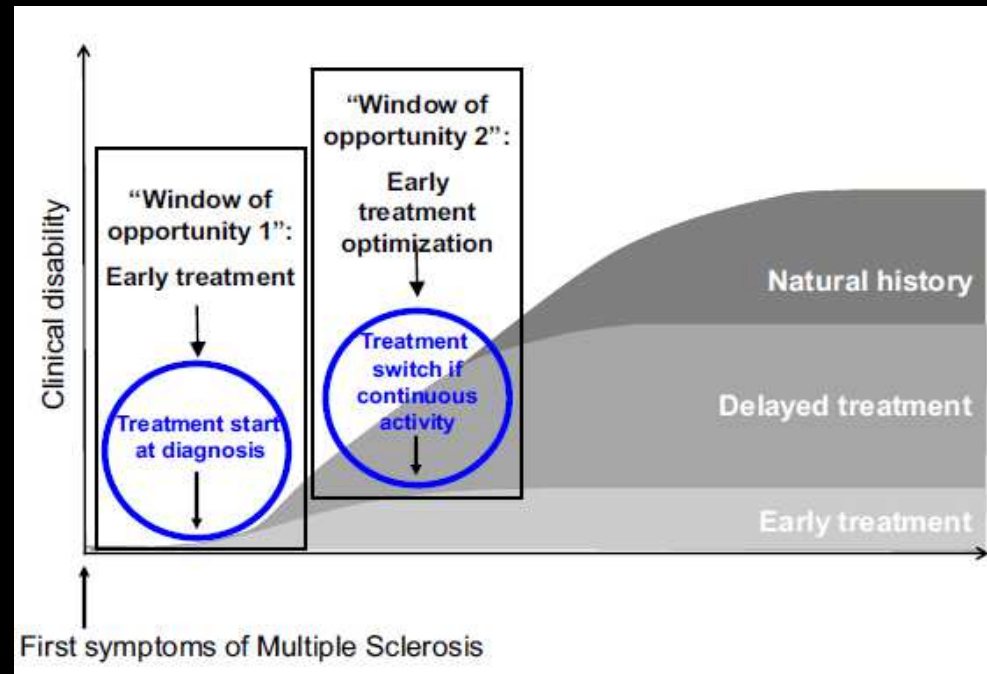 Clinical disability
“Window of
opportunity 1”:
Early treatment
Treatment start
at diagnosis
“Window of
opportunity 2”:
Early
treatment
optimization
Treatment
switch if
continuous
activity
Natural history
Delayed treatment
Early treatment
First symptoms of Multiple Sclerosis